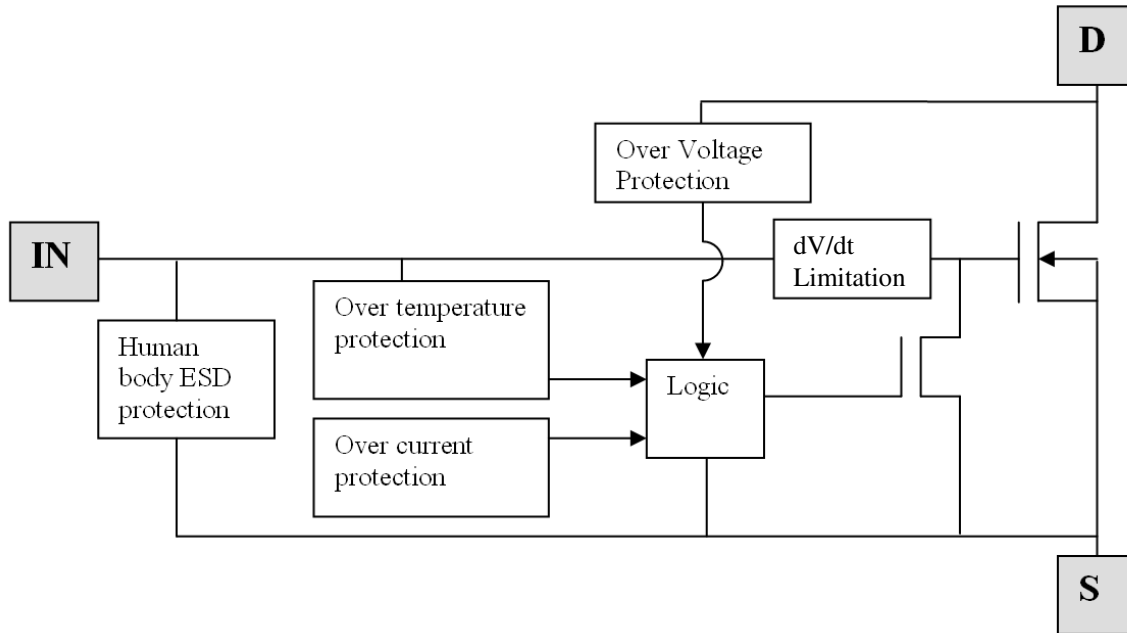 D
Over Voltage
Protection
IN
dV/dt
Limitation
Over temperature
protection
Human
body ESD
protection
Logic
Over current
protection
S